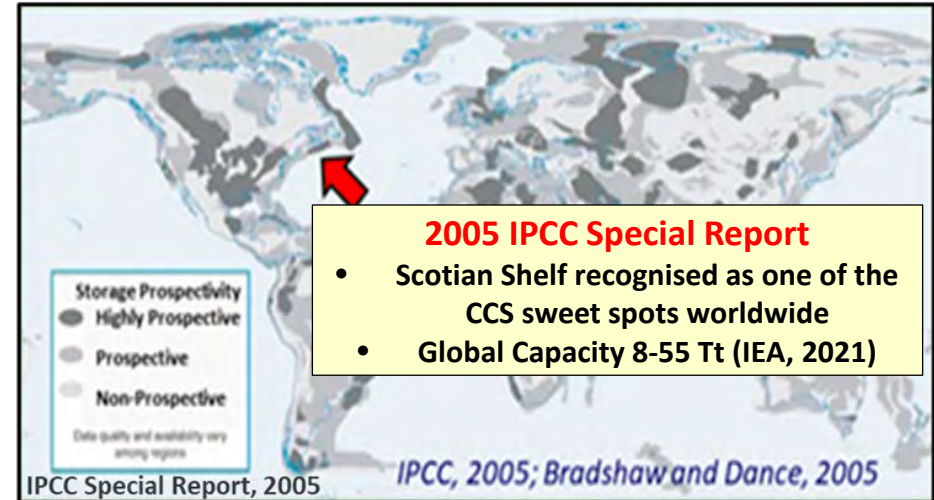 2005 IPCC Special Report
• Scotian Shelf recognised as one of the
CCS sweet spots worldwide
• Global Capacity 8-55 Tt (IEA, 2021)
Storage Prospectivity
Highly Prospective
Prospective
Non-Prospective
Data quality and availability vary
among regions
IPCC Special Report, 2005
IPCC, 2005; Bradshaw and Dance, 2005